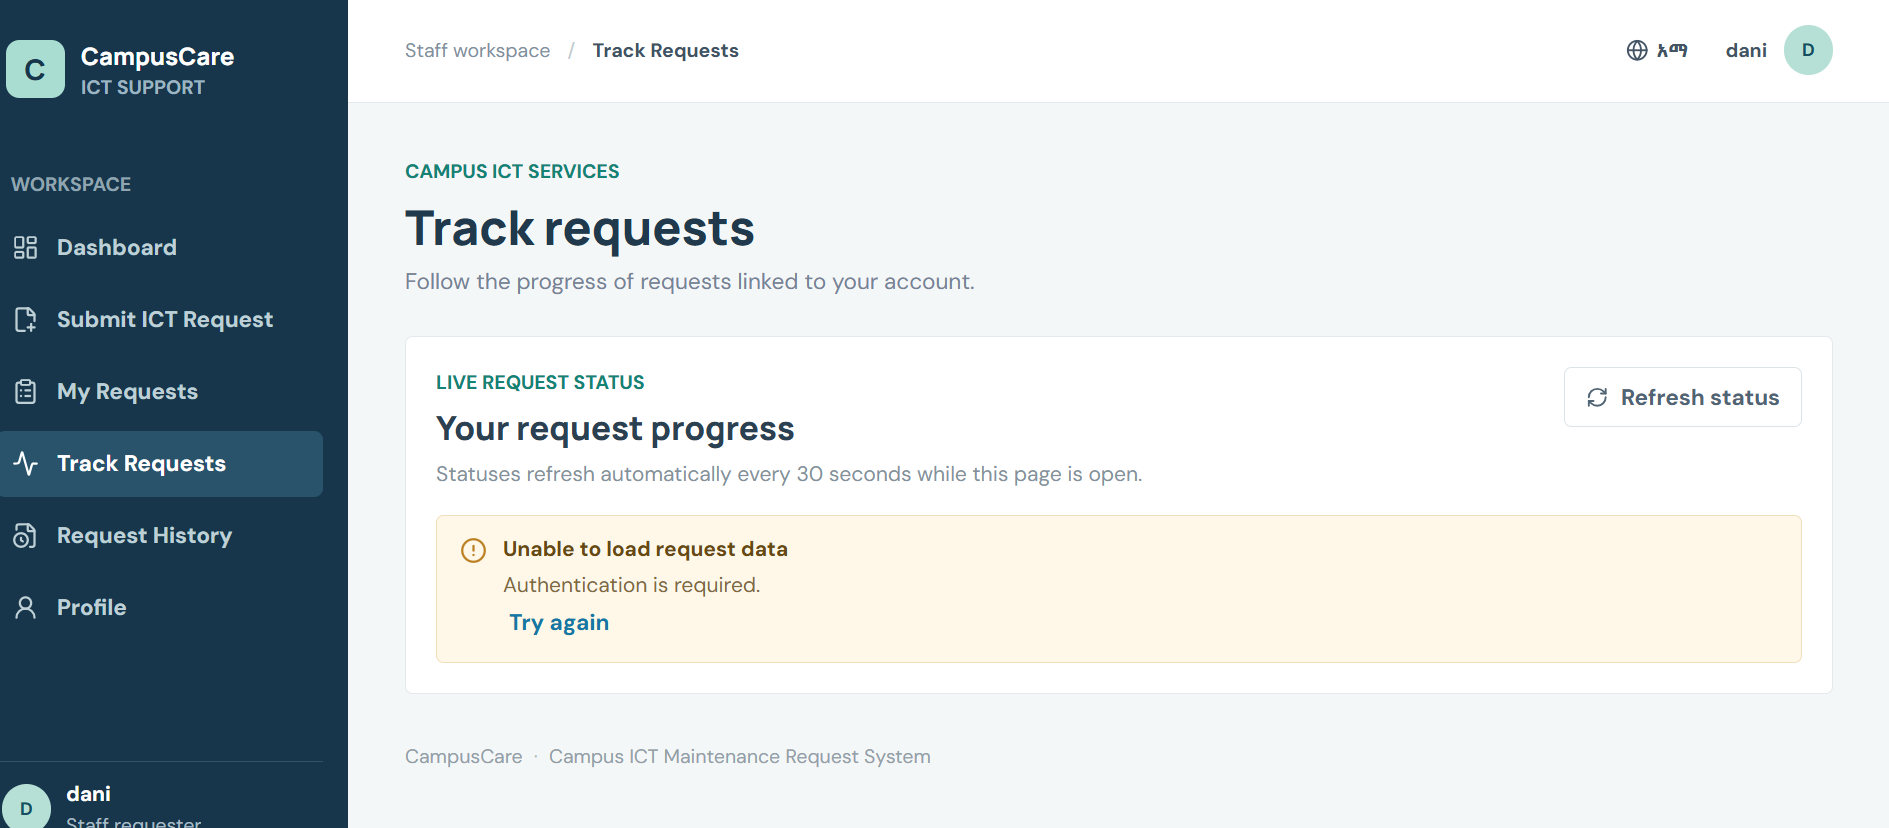 C
CampusCare
ICT SUPPORT
WORKSPACE
Dashboard
Submit ICT Request
My Requests
Track Requests
Request History
Profile
D
dani
Staff requester
Staff workspace / Track Requests
አማ
dani
D
CAMPUS ICT SERVICES
Track requests
Follow the progress of requests linked to your account.
LIVE REQUEST STATUS
Your request progress
Statuses refresh automatically every 30 seconds while this page is open.
Refresh status
Unable to load request data
Authentication is required.
Try again
CampusCare · Campus ICT Maintenance Request System